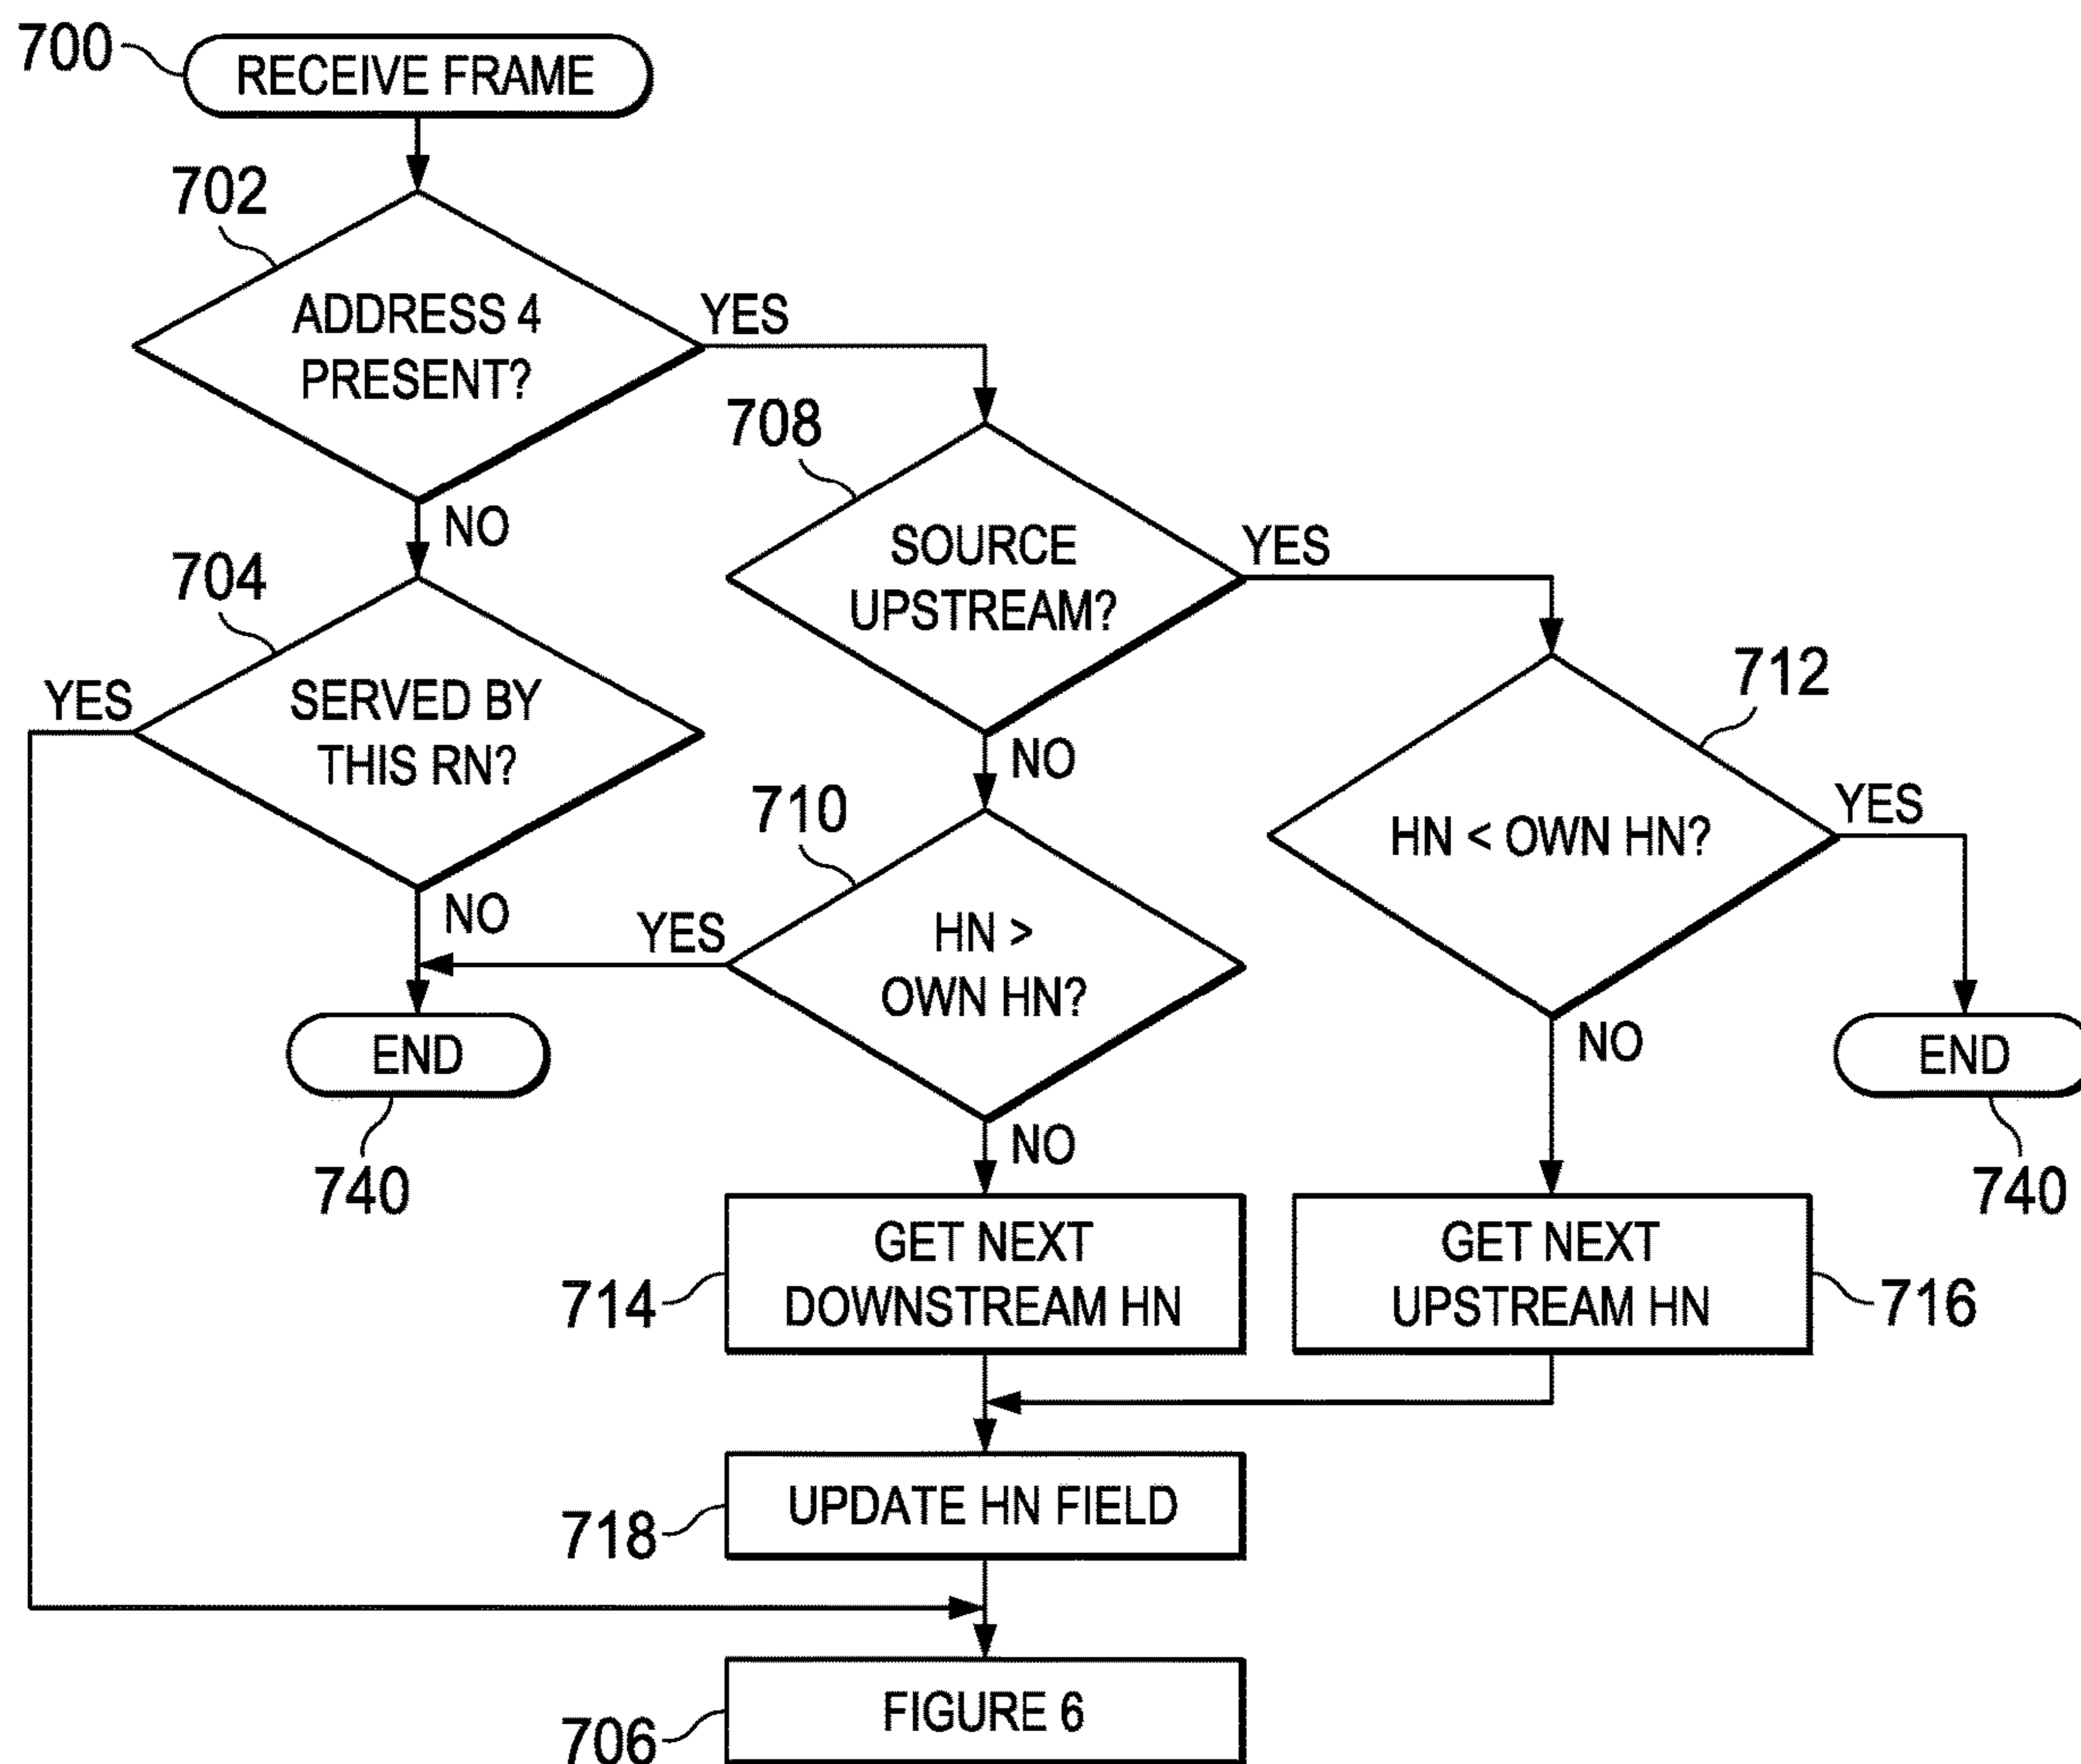 700
RECEIVE FRAME
702
ADDRESS 4
PRESENT?
YES
NO
708
SOURCE
UPSTREAM?
YES
NO
704
SERVED BY
THIS RN?
YES
NO
712
HN < OWN HN?
YES
NO
710
HN >
OWN HN?
YES
NO
END
740
END
740
714
GET NEXT
DOWNSTREAM HN
GET NEXT
UPSTREAM HN
716
718
UPDATE HN FIELD
706
FIGURE 6